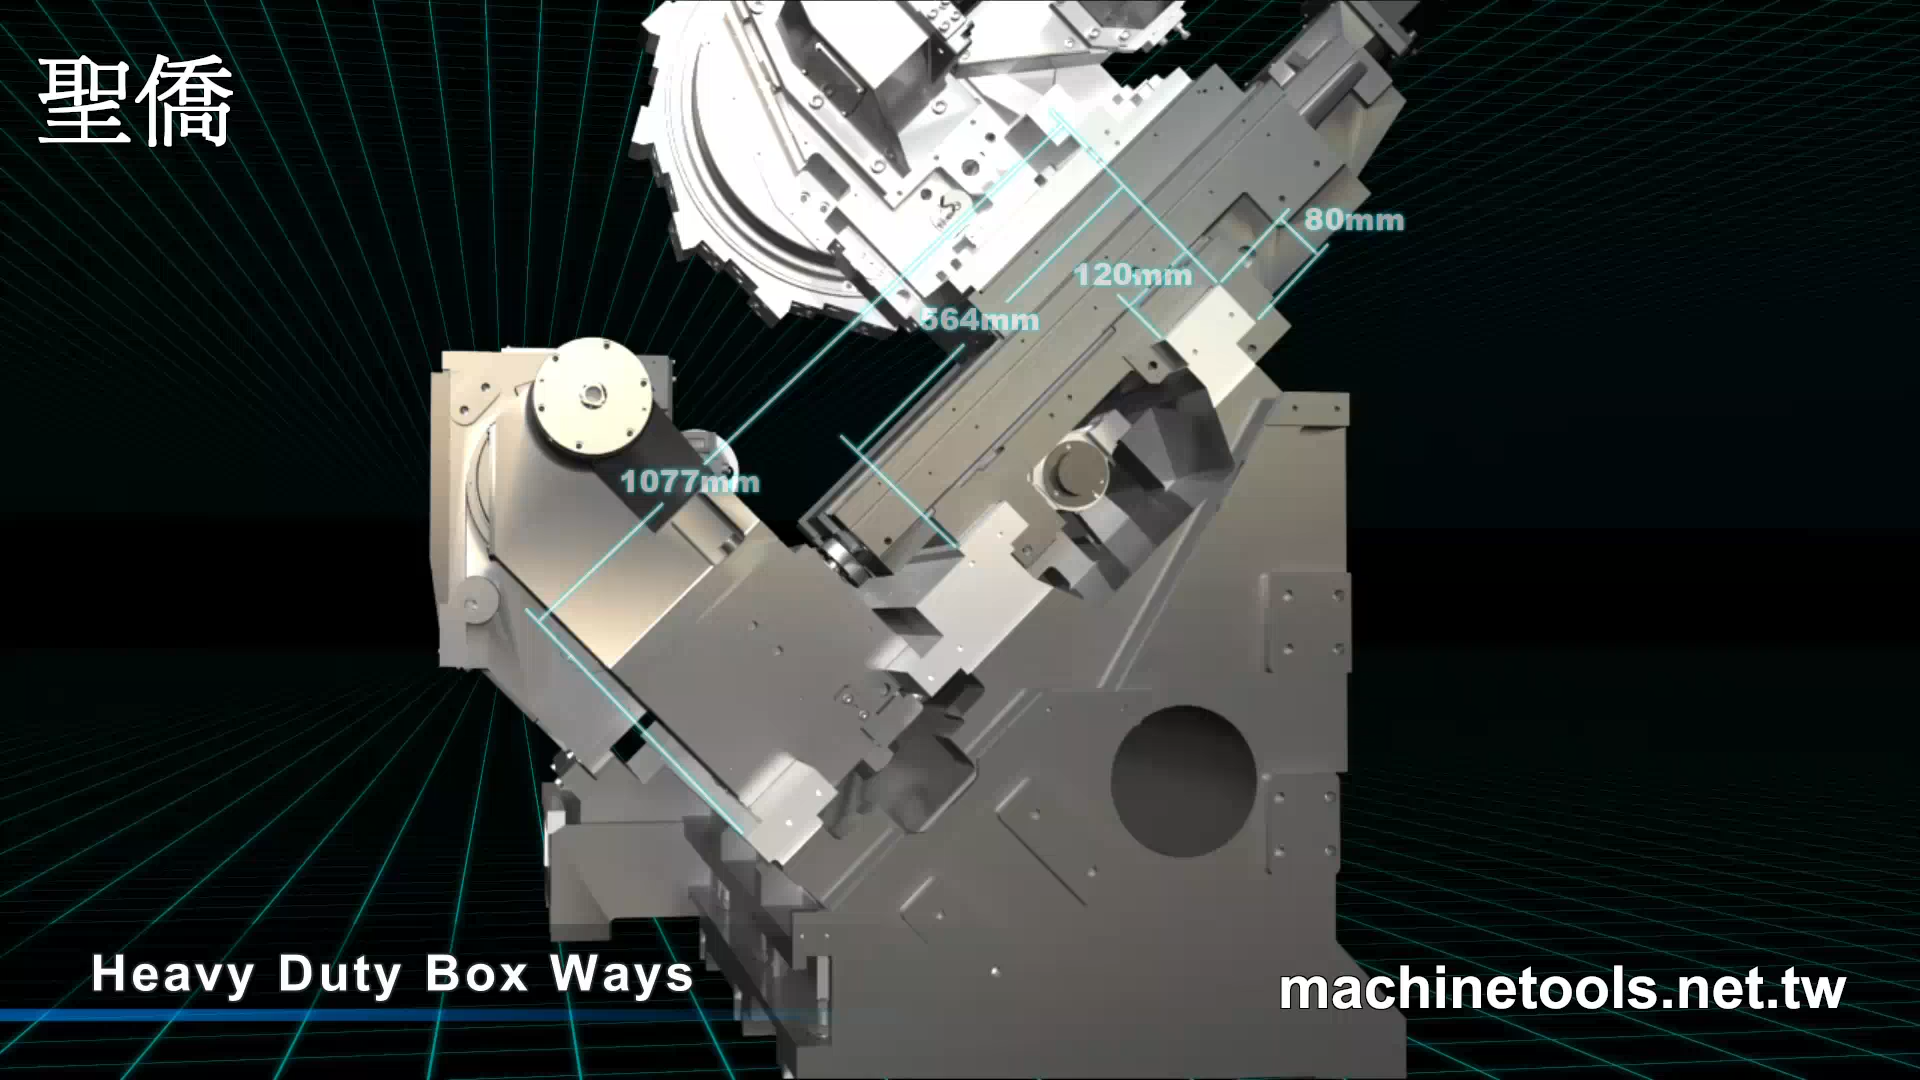 聖僑
80mm
120mm
564mm
1077mm
Heavy Duty Box Ways
machinetools.net.tw